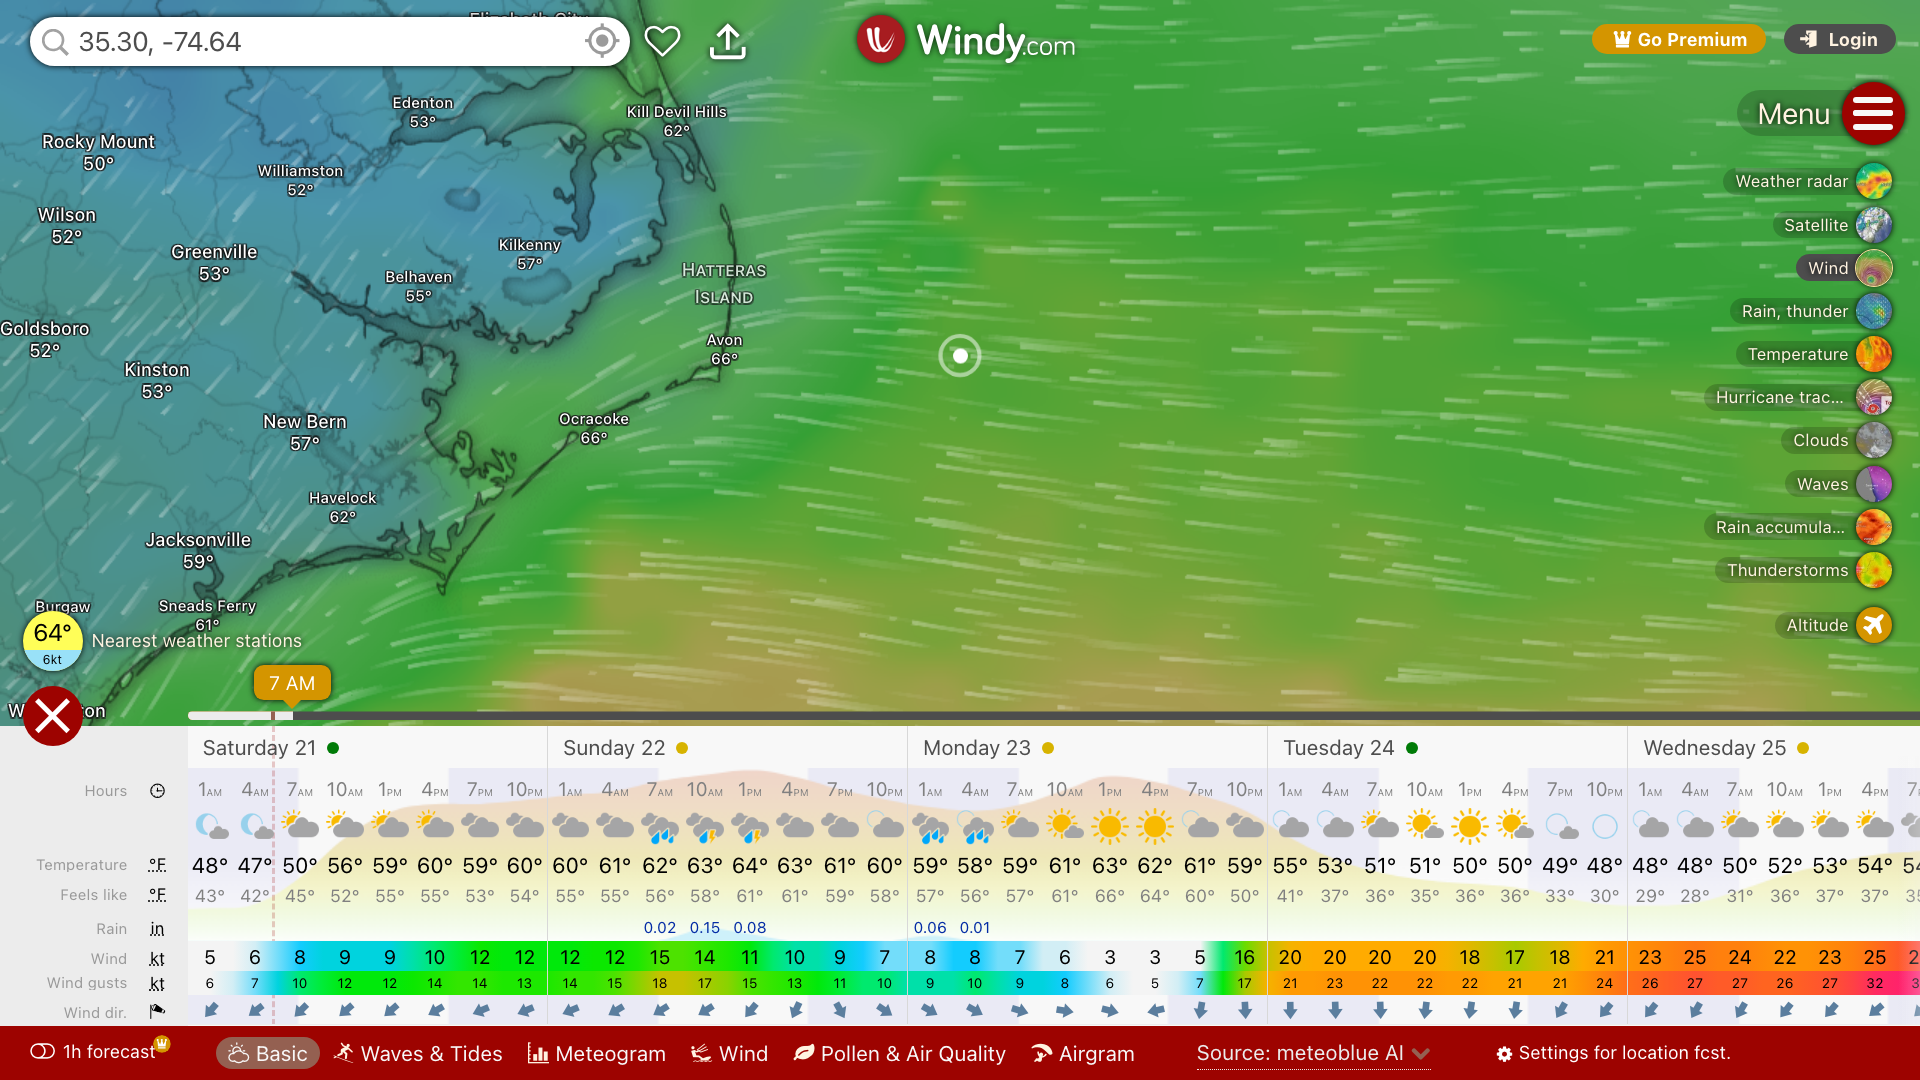 Elizabeth City
35.30, -74.64
Windy.com
Go Premium
Login
Menu
Edenton
53°
Kill Devil Hills
62°
Rocky Mount
50°
Williamston
52°
Wilson
52°
Greenville
53°
Kilkenny
57°
Belhaven
55°
HATTERAS
ISLAND
Goldsboro
52°
Avon
66°
Kinston
53°
New Bern
57°
Ocracoke
66°
Havelock
62°
Jacksonville
59°
Burgaw
Sneads Ferry
61°
Weather radar
Satellite
Wind
Rain, thunder
Temperature
Hurricane trac...
Clouds
Waves
Rain accumula...
Thunderstorms
Altitude
64°
6kt
Nearest weather stations
7 AM
Saturday 21 Sunday 22 Monday 23 Tuesday 24 Wednesday 25
Hours 1AM 4AM 7AM 10AM 1PM 4PM 7PM 10PM 1AM 4AM 7AM 10AM 1PM 4PM 7PM 10PM 1AM 4AM 7AM 10AM 1PM 4PM 7PM 10PM 1AM 4AM 7AM 10AM 1PM 4PM 7PM 10PM 1AM 4AM 7AM 10AM 1PM 4PM
Temperature °F 48° 47° 50° 56° 59° 60° 59° 60° 60° 61° 62° 63° 64° 63° 61° 60° 59° 58° 59° 61° 63° 62° 61° 59° 55° 53° 51° 51° 50° 50° 49° 48° 48° 48° 50° 52° 53° 54°
Feels like °F 43° 42° 45° 52° 55° 55° 53° 54° 55° 55° 56° 58° 61° 61° 59° 58° 57° 56° 57° 61° 66° 64° 60° 50° 41° 37° 36° 35° 36° 36° 33° 30° 29° 28° 31° 36° 37° 37°
Rain in 0.02 0.15 0.08 0.06 0.01
Wind kt 5 6 8 9 9 10 12 12 12 12 15 14 11 10 9 7 8 8 7 6 3 3 5 16 20 20 20 20 18 17 18 21 23 25 24 22 23 25
Wind gusts kt 6 7 10 12 12 14 14 13 14 15 18 17 15 13 11 10 9 10 9 8 6 5 7 17 21 23 22 22 22 21 21 24 26 27 27 26 27 32
Wind dir.
1h forecast
Basic
Waves & Tides
Meteogram
Wind
Pollen & Air Quality
Airgram
Source: meteoblue AI
Settings for location fcst.